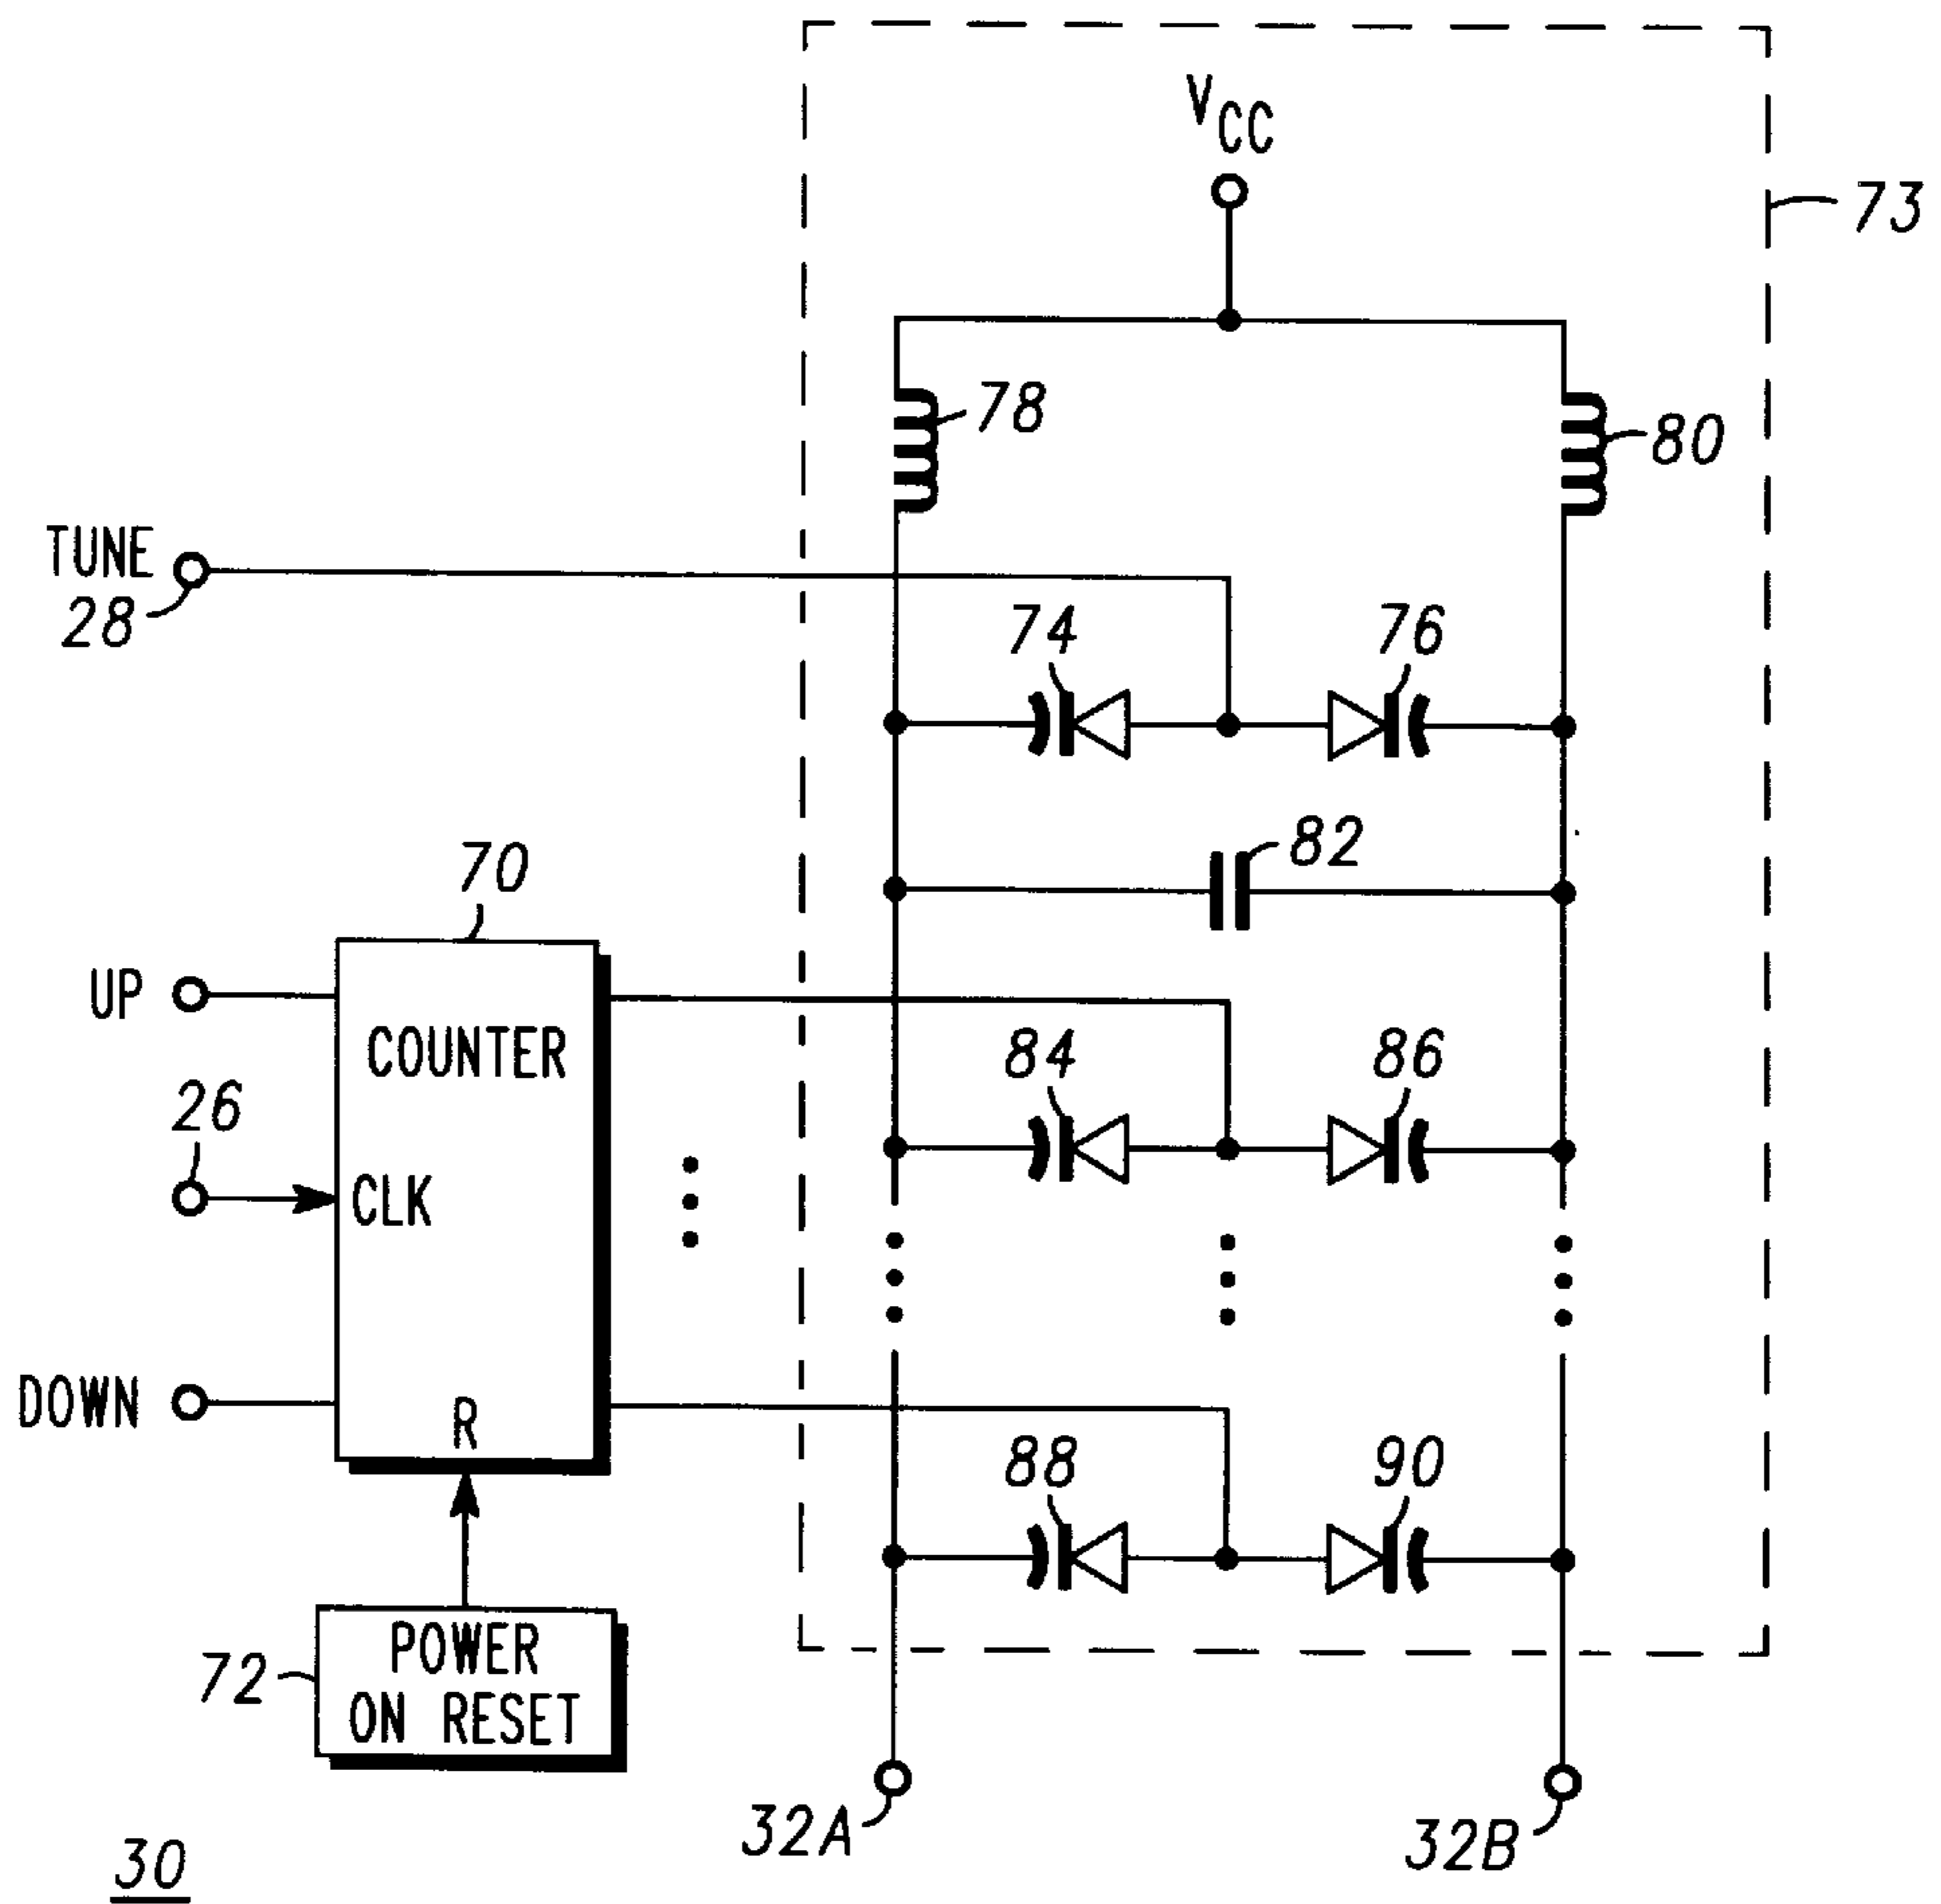 VCC
73
78
80
TUNE
28
74
76
82
70
UP
COUNTER
84
86
26
CLK
DOWN
R
88
90
72
POWER
ON RESET
32A
32B
30